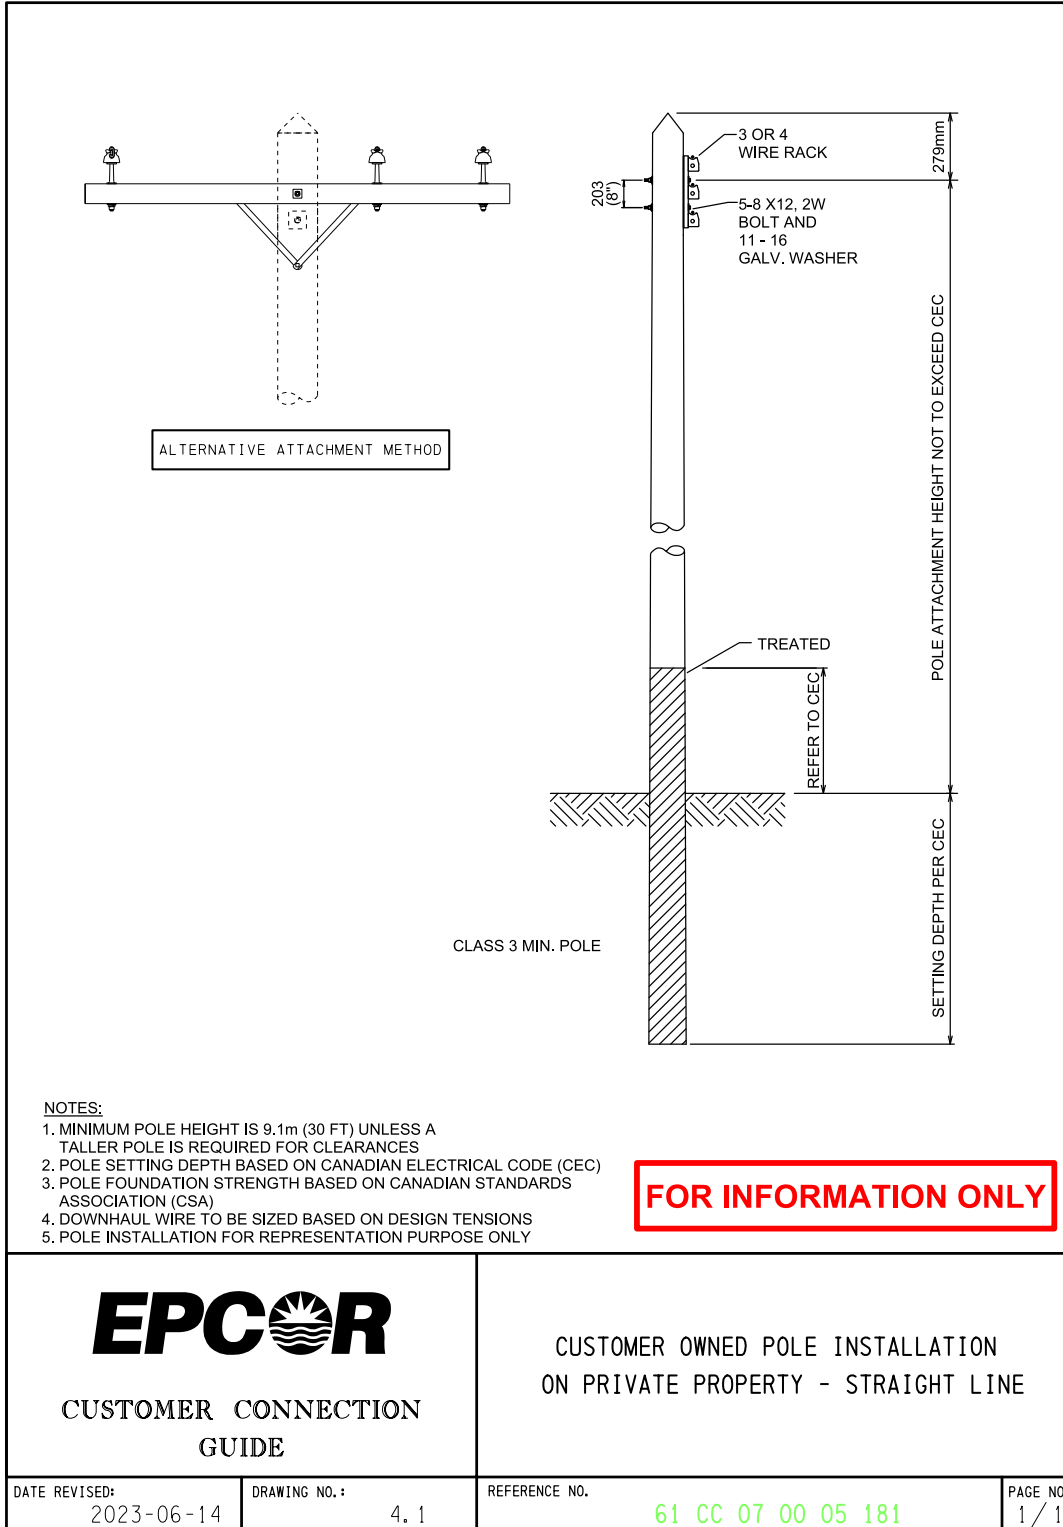 3 OR 4
WIRE RACK
279mm
203
(8")
5-8 X12, 2W
BOLT AND
11 - 16
GALV. WASHER
POLE ATTACHMENT HEIGHT NOT TO EXCEED CEC
ALTERNATIVE ATTACHMENT METHOD
TREATED
REFER TO CEC
SETTING DEPTH PER CEC
CLASS 3 MIN. POLE
NOTES:
1. MINIMUM POLE HEIGHT IS 9.1m (30 FT) UNLESS A
TALLER POLE IS REQUIRED FOR CLEARANCES
2. POLE SETTING DEPTH BASED ON CANADIAN ELECTRICAL CODE (CEC)
3. POLE FOUNDATION STRENGTH BASED ON CANADIAN STANDARDS
ASSOCIATION (CSA)
4. DOWNHAUL WIRE TO BE SIZED BASED ON DESIGN TENSIONS
5. POLE INSTALLATION FOR REPRESENTATION PURPOSE ONLY
FOR INFORMATION ONLY
EPCOR
CUSTOMER CONNECTION
GUIDE
CUSTOMER OWNED POLE INSTALLATION
ON PRIVATE PROPERTY - STRAIGHT LINE
DATE REVISED:
2023-06-14
DRAWING NO.:
4.1
REFERENCE NO.
61 CC 07 00 05 181
PAGE NO
1/1